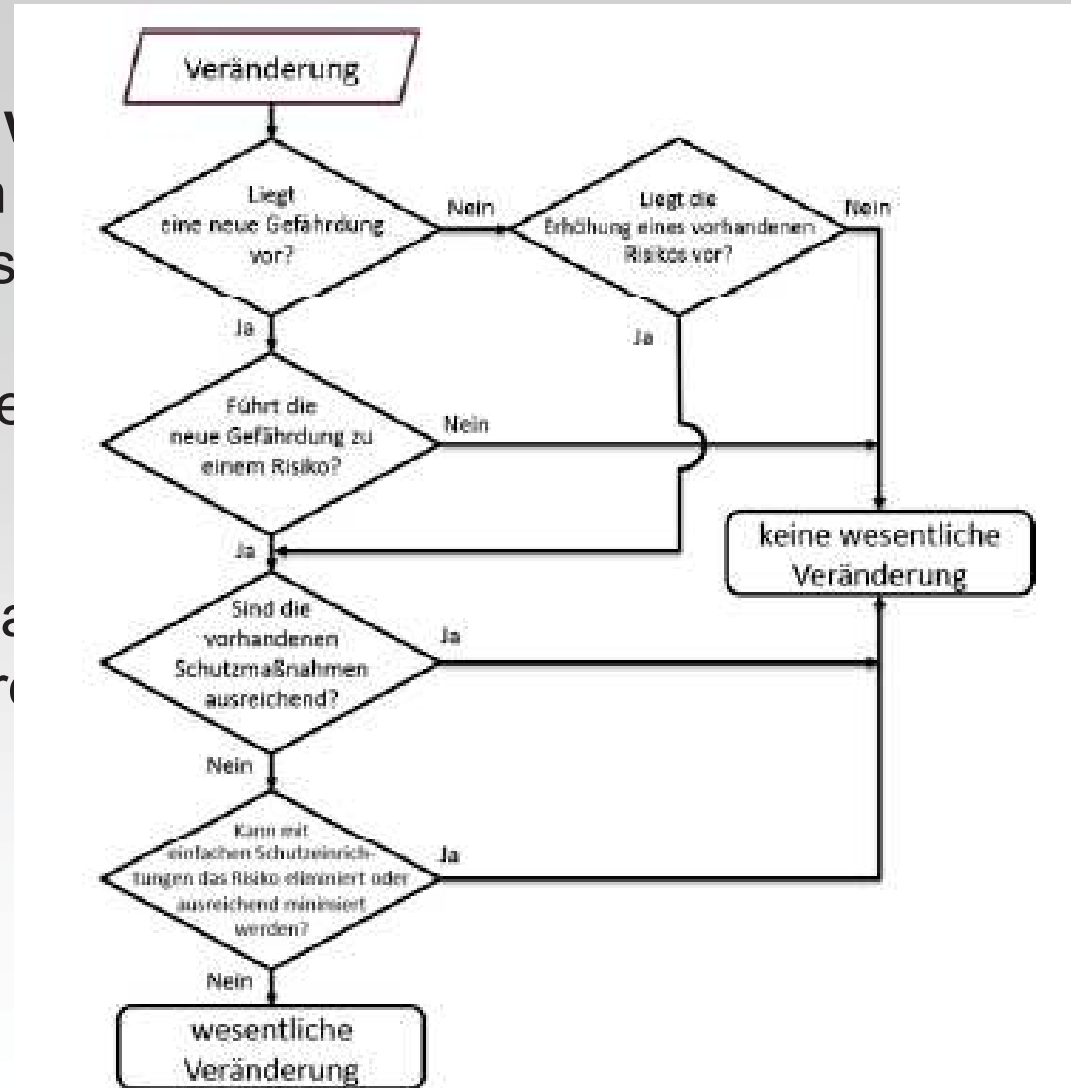 Veränderung
Liegt
eine neue Gefährdung
vor?
Nein
Liegt die
Erhöhung eines vorhandenen
Risikos vor?
Nein
Ja
Ja
Führt die
neue Gefährdung zu
einem Risiko?
Nein
Ja
keine wesentliche
Veränderung
Sind die
vorhandenen
Schutzmaßnahmen
ausreichend?
Ja
Nein
Kann mit
einfachen Schutzeinrich-
tungen das Risiko eliminiert oder
ausreichend minimiert
werden?
Ja
Nein
wesentliche
Veränderung